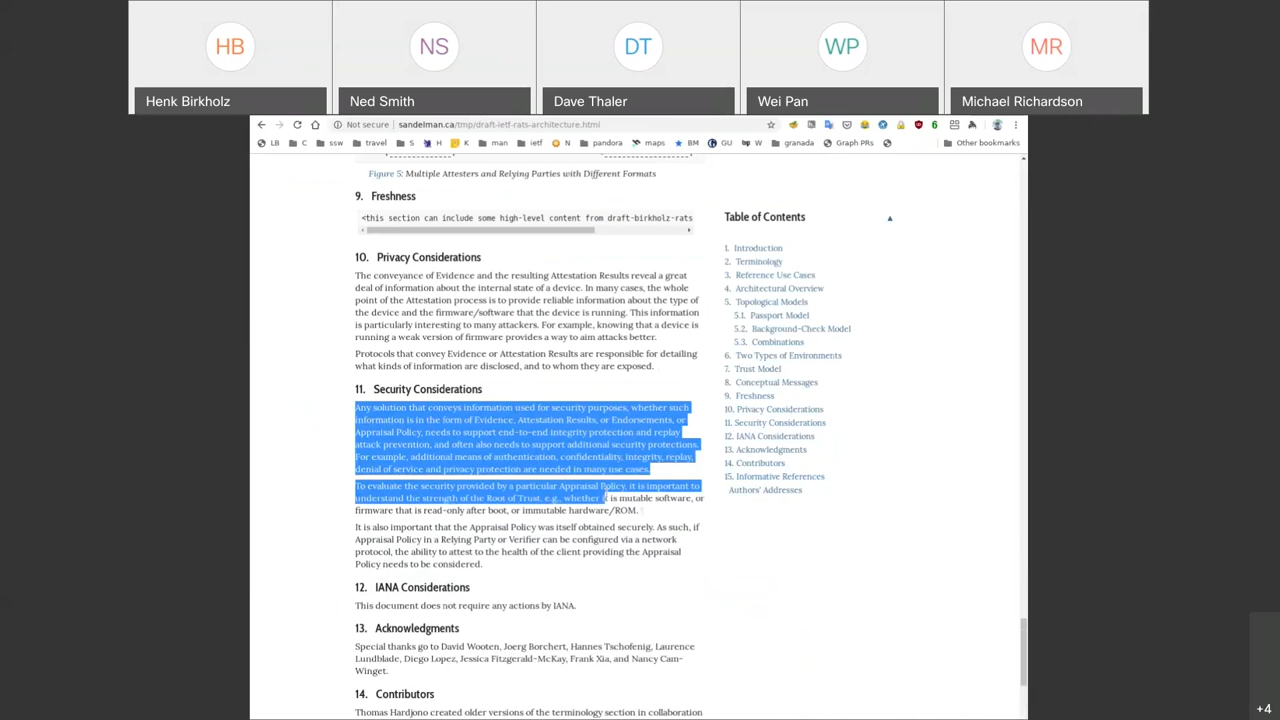 HB
NS
DT
WP
MR
Henk Birkholz
Ned Smith
Dave Thaler
Wei Pan
Michael Richardson
Not secure
sandelman.ca/tmp/draft-ietf-rats-architecture.html
6
LB
C
ssw
travel
S
H
K
man
ietf
N
pandora
maps
BM
GU
W
granada
Graph PRs
Other bookmarks
Figure 5: Multiple Attesters and Relying Parties with Different Formats
9. Freshness
<this section can include some high-level content from draft-birkholz-rats
10. Privacy Considerations
The conveyance of Evidence and the resulting Attestation Results reveal a great
deal of information about the internal state of a device. In many cases, the whole
point of the Attestation process is to provide reliable information about the type of
the device and the firmware/software that the device is running. This information
is particularly interesting to many attackers. For example, knowing that a device is
running a weak version of firmware provides a way to aim attacks better.
Protocols that convey Evidence or Attestation Results are responsible for detailing
what kinds of information are disclosed, and to whom they are exposed.
11. Security Considerations
Any solution that conveys information used for security purposes, whether such
information is in the form of Evidence, Attestation Results, or Endorsements, or
Appraisal Policy, needs to support end-to-end integrity protection and replay
attack prevention, and often also needs to support additional security protections.
For example, additional means of authentication, confidentiality, integrity, replay,
denial of service and privacy protection are needed in many use cases.
To evaluate the security provided by a particular Appraisal Policy, it is important to
understand the strength of the Root of Trust, e.g., whether it is mutable software, or
firmware that is read-only after boot, or immutable hardware/ROM.
It is also important that the Appraisal Policy was itself obtained securely. As such, if
Appraisal Policy in a Relying Party or Verifier can be configured via a network
protocol, the ability to attest to the health of the client providing the Appraisal
Policy needs to be considered.
12. IANA Considerations
This document does not require any actions by IANA.
13. Acknowledgments
Special thanks go to David Wooten, Joerg Borchert, Hannes Tschofenig, Laurence
Lundblade, Diego Lopez, Jessica Fitzgerald-McKay, Frank Xia, and Nancy Cam-
Winget.
14. Contributors
Thomas Hardjono created older versions of the terminology section in collaboration
Table of Contents
1. Introduction
2. Terminology
3. Reference Use Cases
4. Architectural Overview
5. Topological Models
5.1. Passport Model
5.2. Background-Check Model
5.3. Combinations
6. Two Types of Environments
7. Trust Model
8. Conceptual Messages
9. Freshness
10. Privacy Considerations
11. Security Considerations
12. IANA Considerations
13. Acknowledgments
14. Contributors
15. Informative References
Authors' Addresses
+4